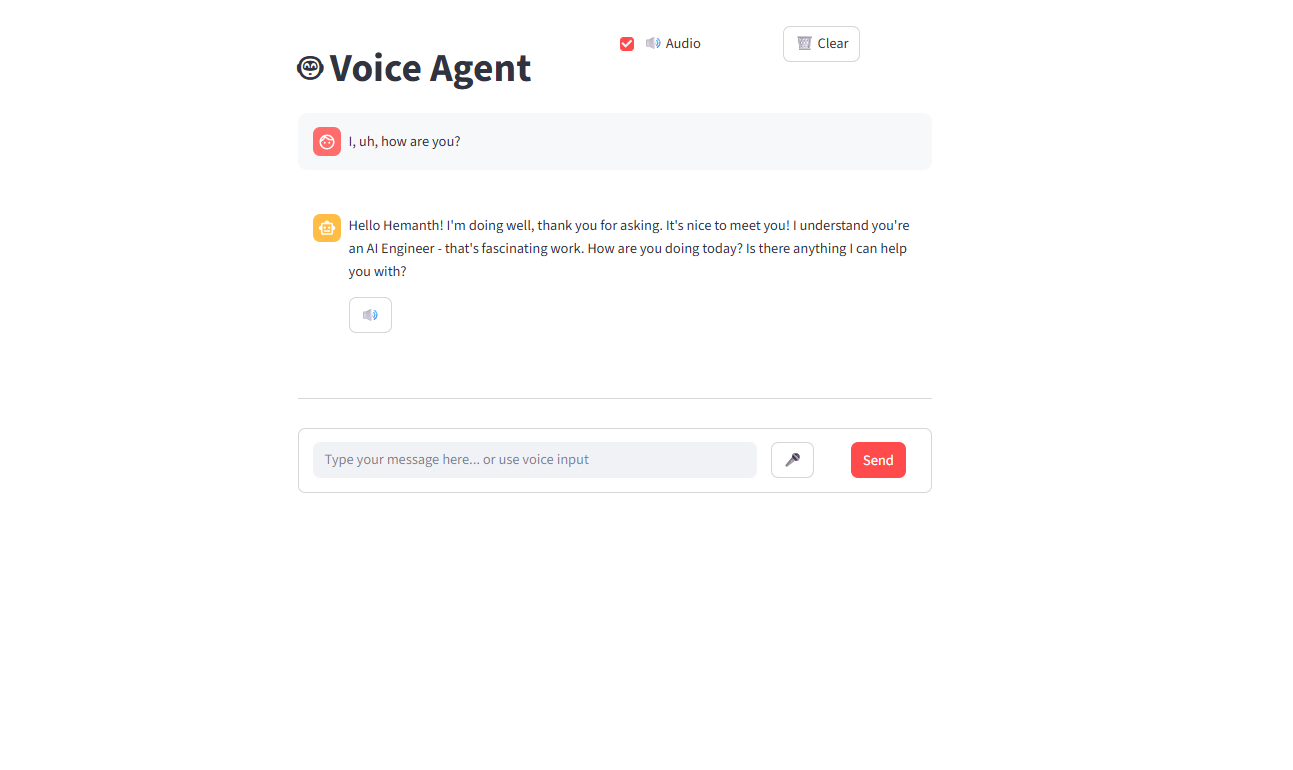 Audio
Clear
Voice Agent
I, uh, how are you?
Hello Hemanth! I'm doing well, thank you for asking. It's nice to meet you! I understand you're
an AI Engineer - that's fascinating work. How are you doing today? Is there anything I can help
you with?
Type your message here... or use voice input
Send